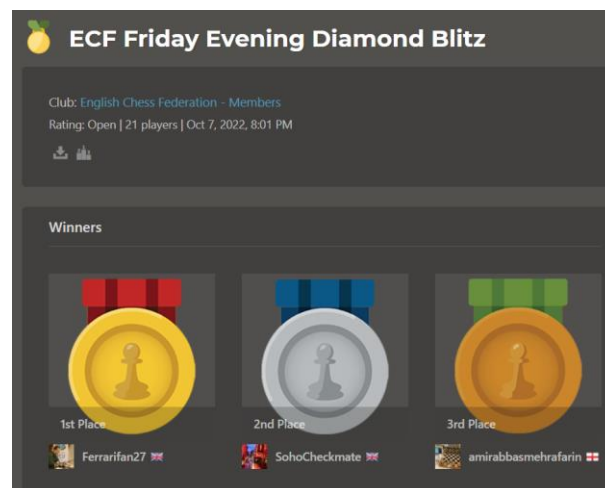 ECF Friday Evening Diamond Blitz
Club: English Chess Federation - Members
Rating: Open | 21 players | Oct 7, 2022, 8:01 PM
Winners
1st Place
2nd Place
3rd Place
Ferrarifan27
SohoCheckmate
amirabbasmehrafarin